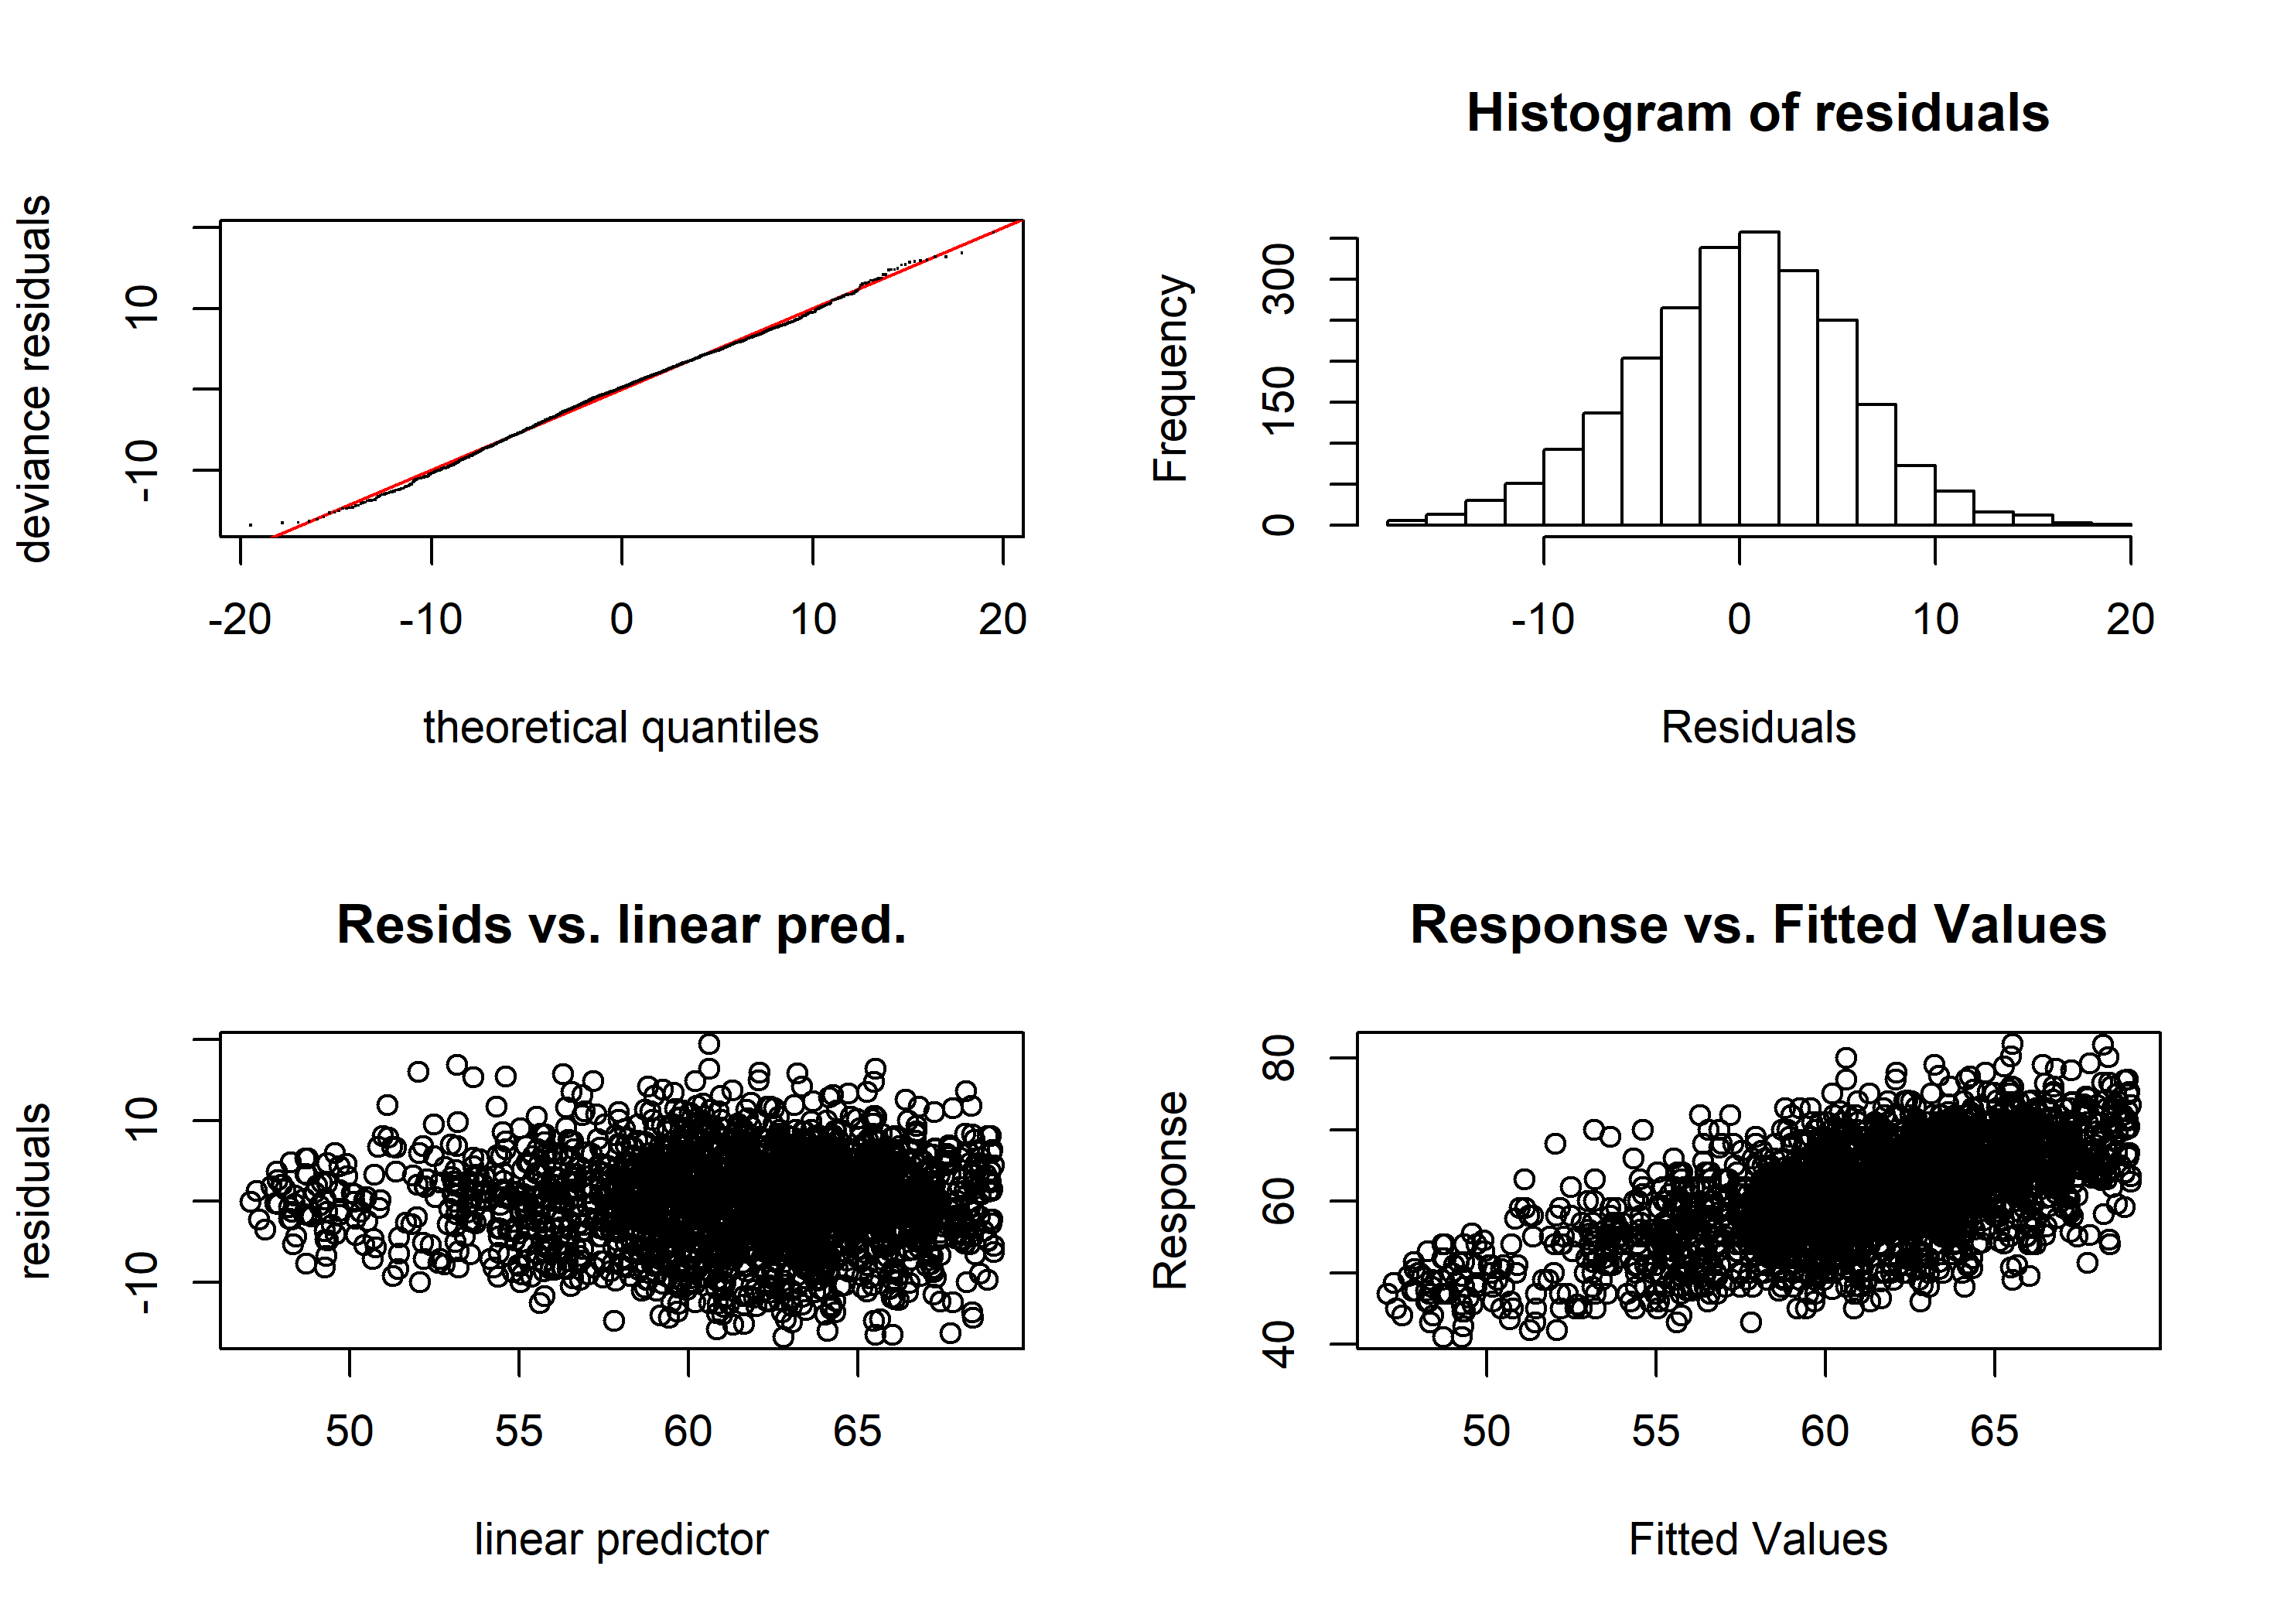 deviance residuals
10
-10
-20 -10 0 10 20
theoretical quantiles
Histogram of residuals
Frequency
300
150
0
-10 0 10 20
Residuals
Resids vs. linear pred.
residuals
10
-10
50 55 60 65
linear predictor
Response vs. Fitted Values
Response
80
60
40
50 55 60 65
Fitted Values